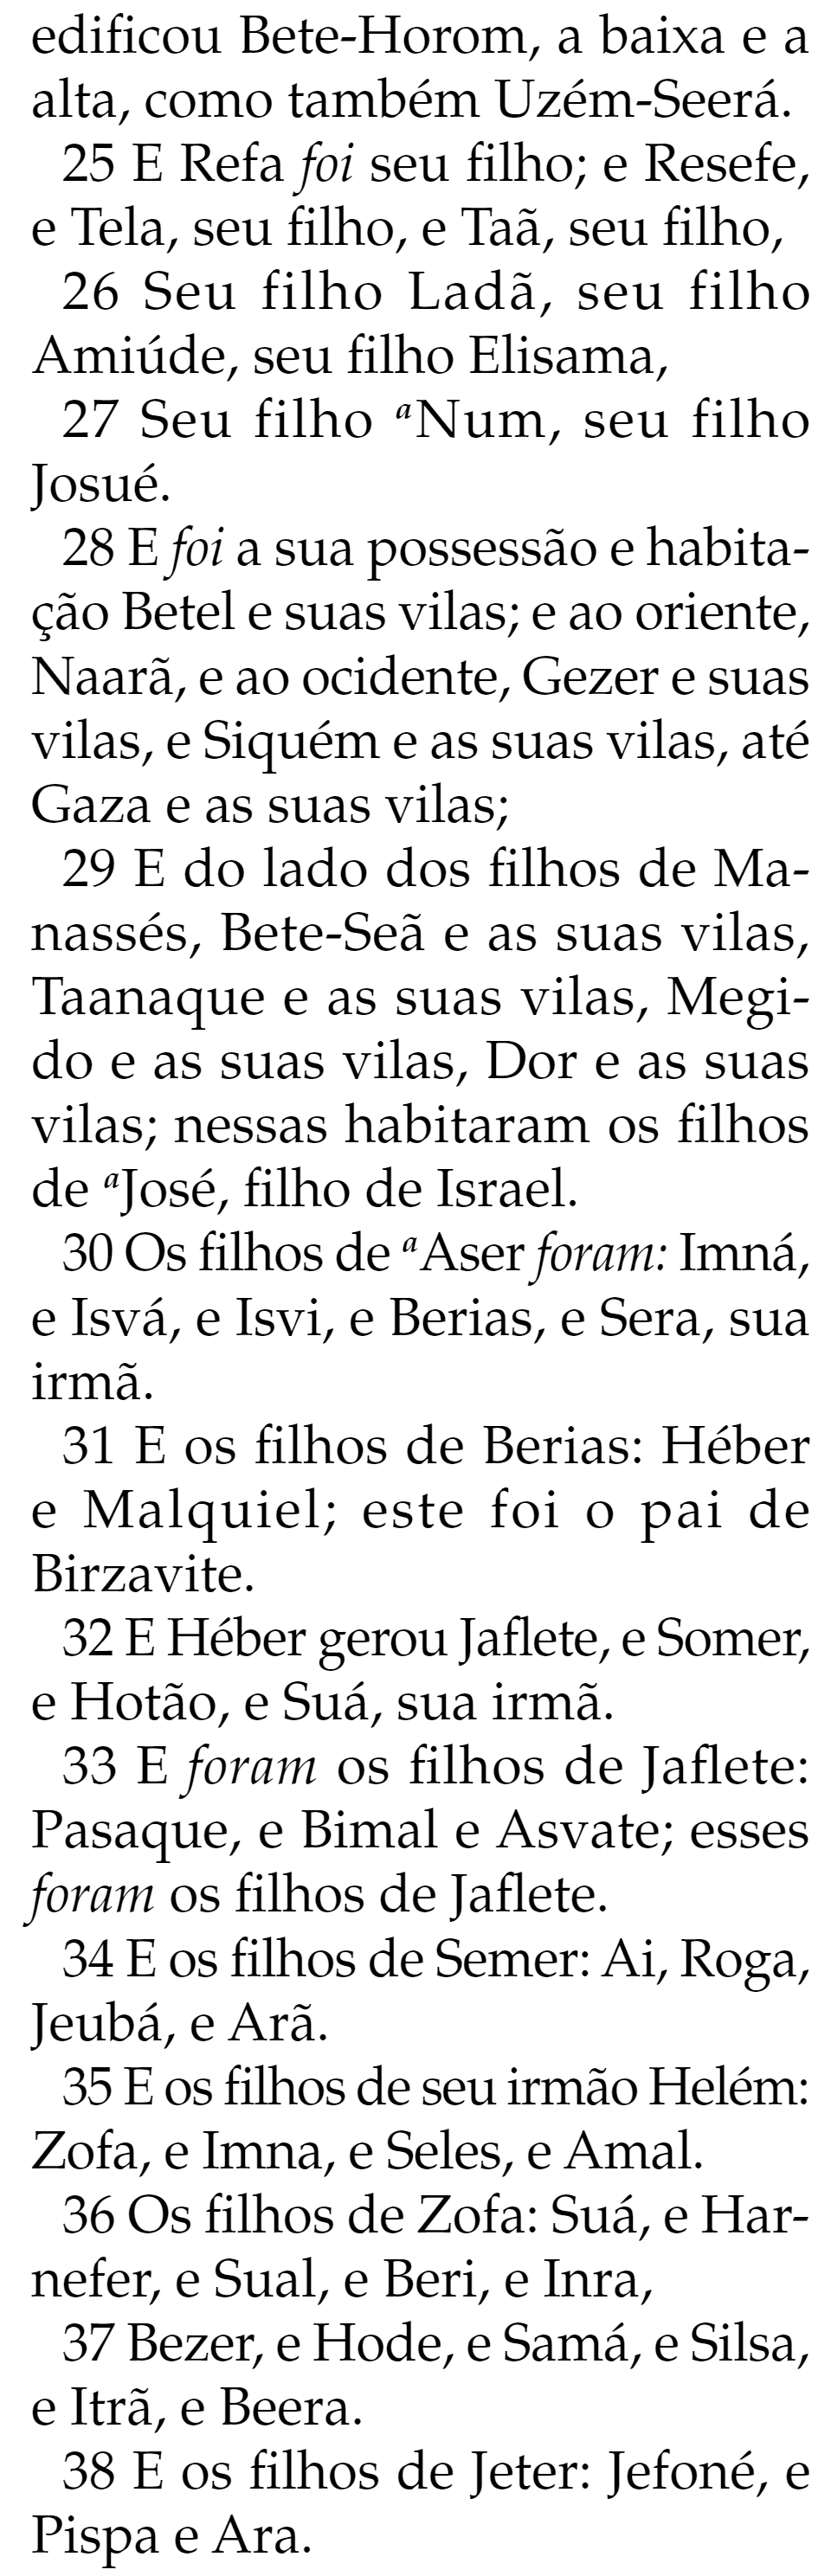 edificou Bete-Horom, a baixa e a
alta, como também Uzém-Seerá.
25 E Refa foi seu filho; e Resefe,
e Tela, seu filho, e Taã, seu filho,
26 Seu filho Ladã, seu filho
Amiúde, seu filho Elisama,
27 Seu filho aNum, seu filho
Josué.
28 E foi a sua possessão e habita-
ção Betel e suas vilas; e ao oriente,
Naarã, e ao ocidente, Gezer e suas
vilas, e Siquém e as suas vilas, até
Gaza e as suas vilas;
29 E do lado dos filhos de Ma-
nassés, Bete-Seã e as suas vilas,
Taanaque e as suas vilas, Megi-
do e as suas vilas, Dor e as suas
vilas; nessas habitaram os filhos
de aJosé, filho de Israel.
30 Os filhos de aAser foram: Imná,
e Isvá, e Isvi, e Berias, e Sera, sua
irmã.
31 E os filhos de Berias: Héber
e Malquiel; este foi o pai de
Birzavite.
32 E Héber gerou Jaflete, e Somer,
e Hotão, e Suá, sua irmã.
33 E foram os filhos de Jaflete:
Pasaque, e Bimal e Asvate; esses
foram os filhos de Jaflete.
34 E os filhos de Semer: Ai, Roga,
Jeubá, e Arã.
35 E os filhos de seu irmão Helém:
Zofa, e Imna, e Seles, e Amal.
36 Os filhos de Zofa: Suá, e Har-
nefer, e Sual, e Beri, e Inra,
37 Bezer, e Hode, e Samá, e Silsa,
e Itrã, e Beera.
38 E os filhos de Jeter: Jefoné, e
Pispa e Ara.